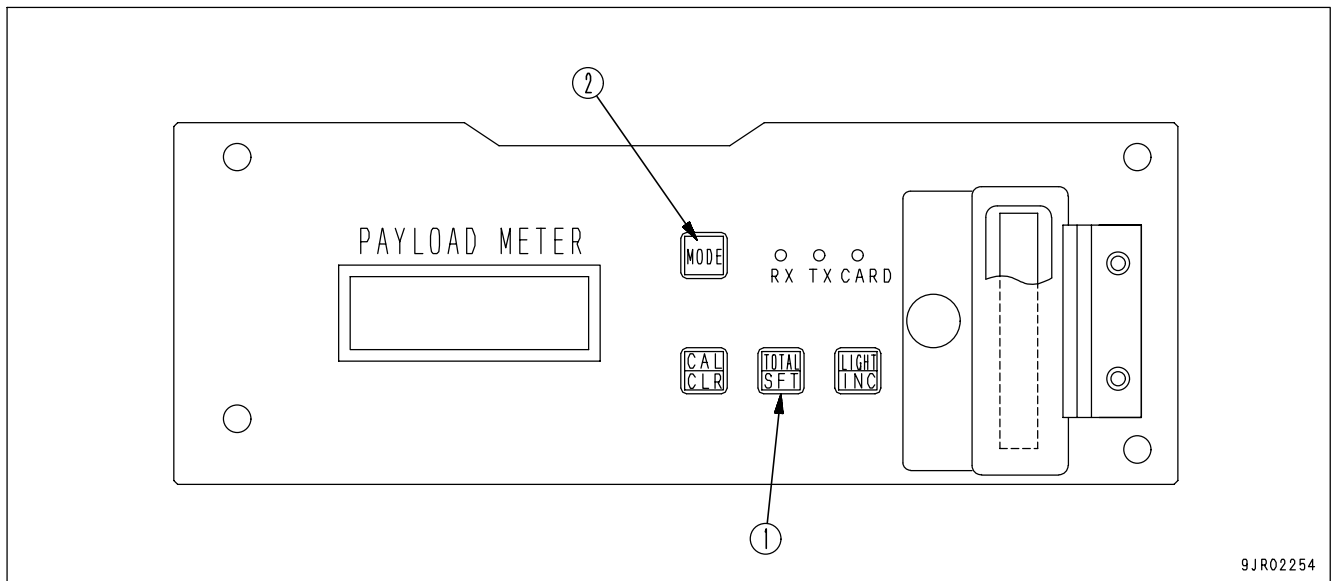 ②
PAYLOAD METER
MODE
RX TX CARD
CAL
CLR
TOTAL
SFT
LIGHT
INC
①
9JR02254